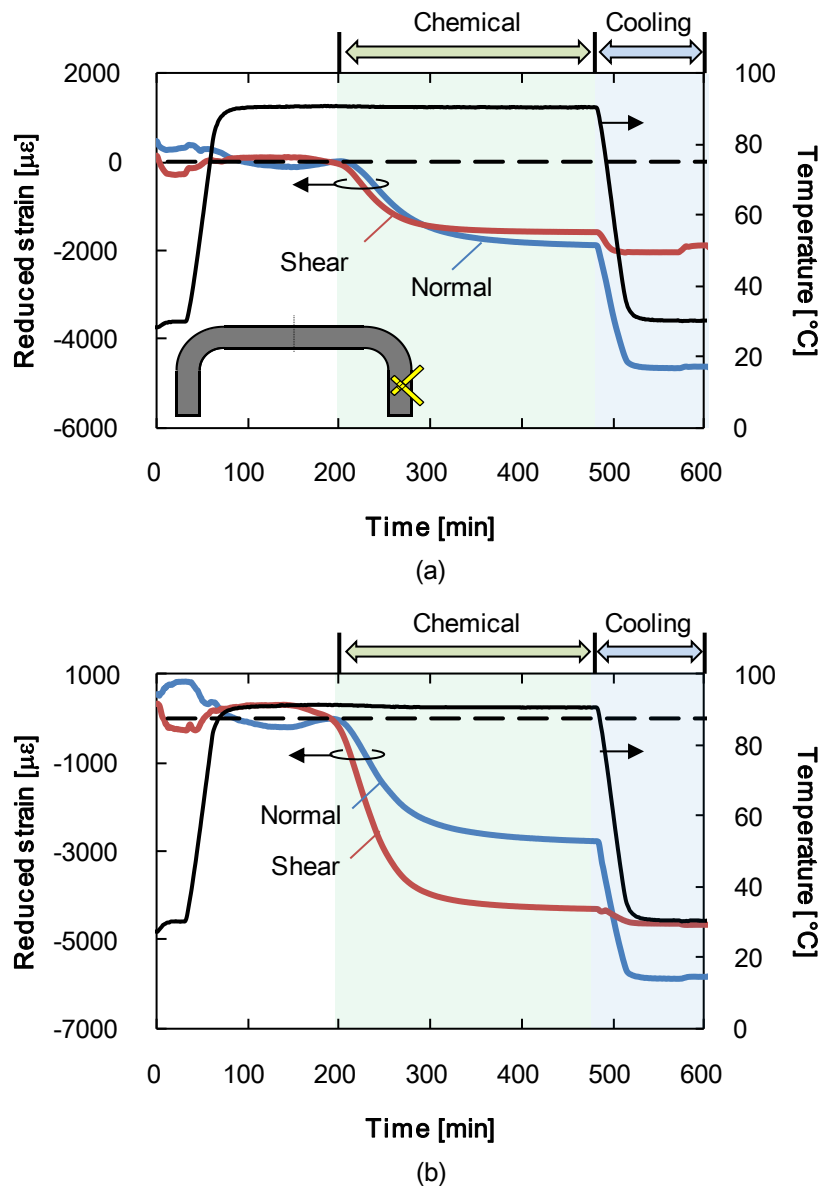 Chemical Cooling
2000 100
0 80
-2000 60
-4000 40
-6000 20
0
Reduced strain [με]
Temperature [°C]
Shear
Normal
0 100 200 300 400 500 600
Time [min]
(a)
Chemical Cooling
1000 100
-1000 80
-3000 60
-5000 40
-7000 20
0
Reduced strain [με]
Temperature [°C]
Normal
Shear
0 100 200 300 400 500 600
Time [min]
(b)